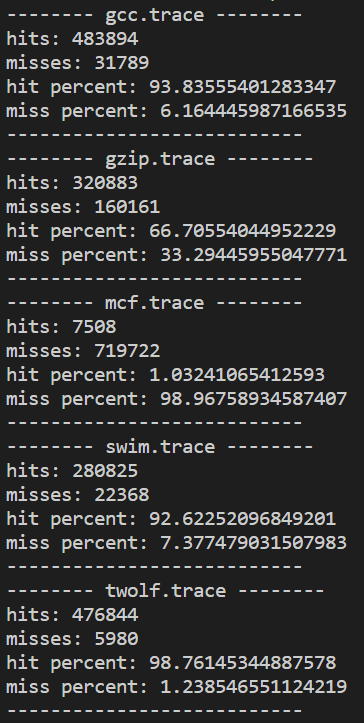 -------- gcc.trace --------
hits: 483894
misses: 31789
hit percent: 93.83555401283347
miss percent: 6.164445987166535
---------------------------
-------- gzip.trace --------
hits: 320883
misses: 160161
hit percent: 66.70554044952229
miss percent: 33.29445955047771
---------------------------
-------- mcf.trace --------
hits: 7508
misses: 719722
hit percent: 1.03241065412593
miss percent: 98.96758934587407
---------------------------
-------- swim.trace --------
hits: 280825
misses: 22368
hit percent: 92.62252096849201
miss percent: 7.377479031507983
---------------------------
-------- twolf.trace --------
hits: 476844
misses: 5980
hit percent: 98.76145344887578
miss percent: 1.238546551124219
---------------------------